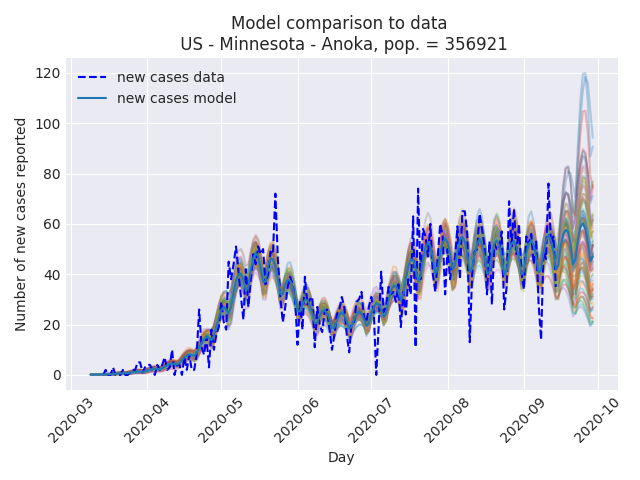 Model comparison to data
US - Minnesota - Anoka, pop. = 356921
new cases data
new cases model
Number of new cases reported
120
100
80
60
40
20
0
2020-03
2020-04
2020-05
2020-06
2020-07
2020-08
2020-09
2020-10
Day